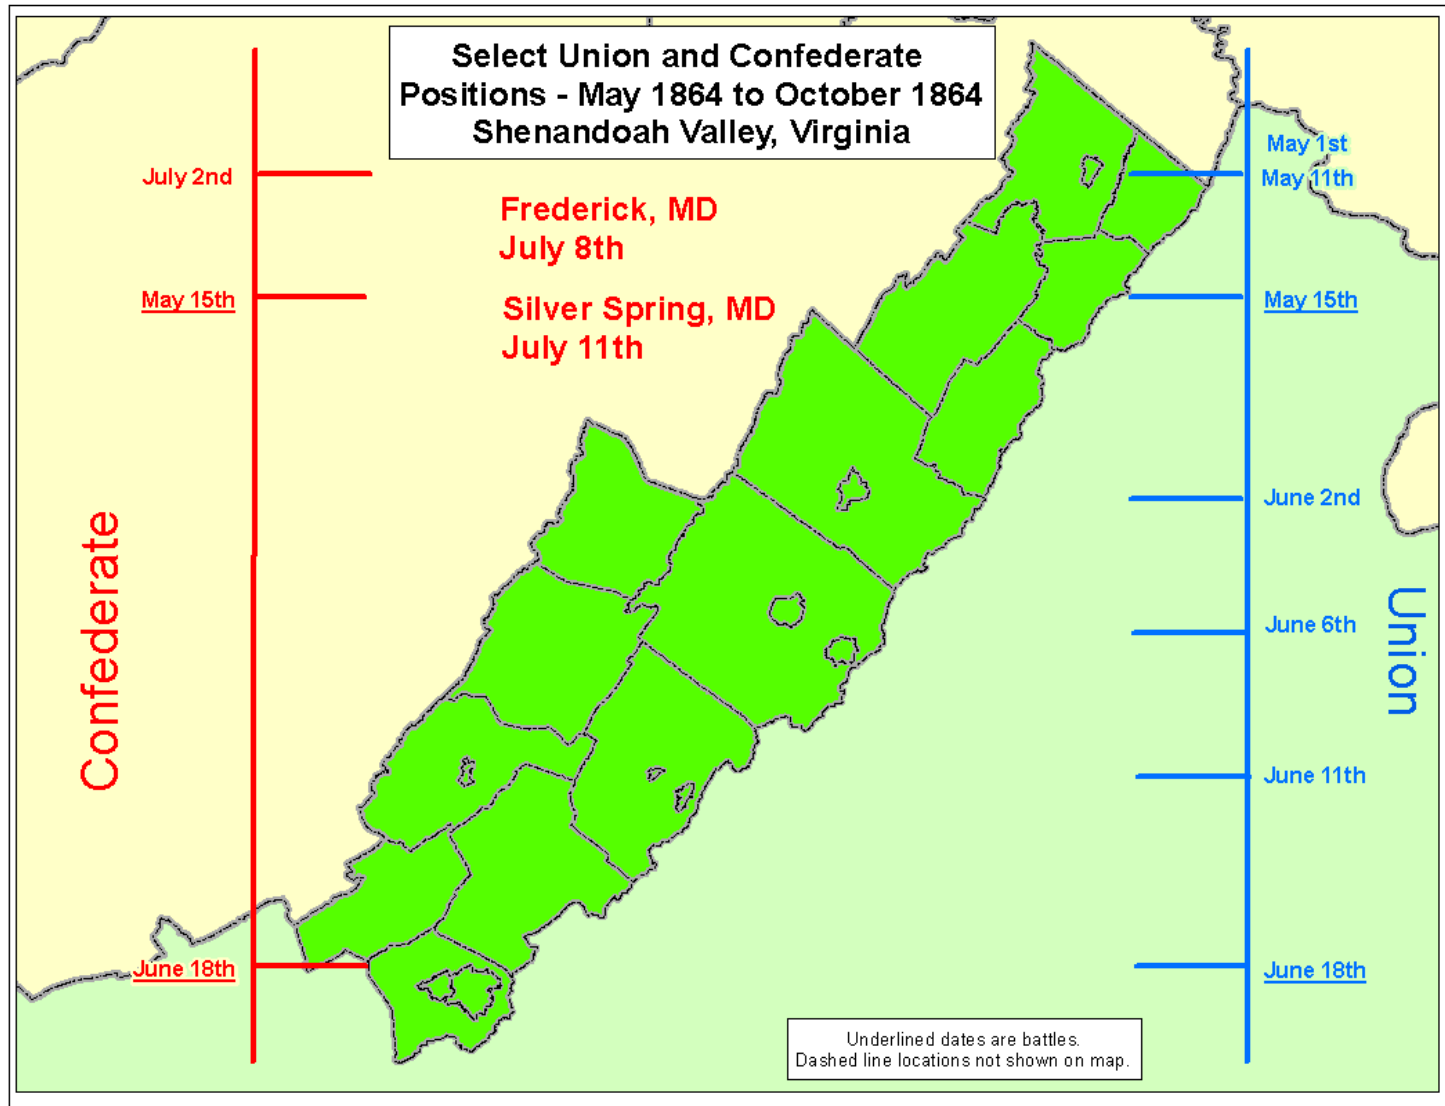 Select Union and Confederate
Positions - May 1864 to October 1864
Shenandoah Valley, Virginia
May 1st
July 2nd
May 11th
Frederick, MD
July 8th
May 15th
Silver Spring, MD
July 11th
May 15th
June 2nd
Confederate
Union
June 6th
June 11th
June 18th
June 18th
Underlined dates are battles.
Dashed line locations not shown on map.